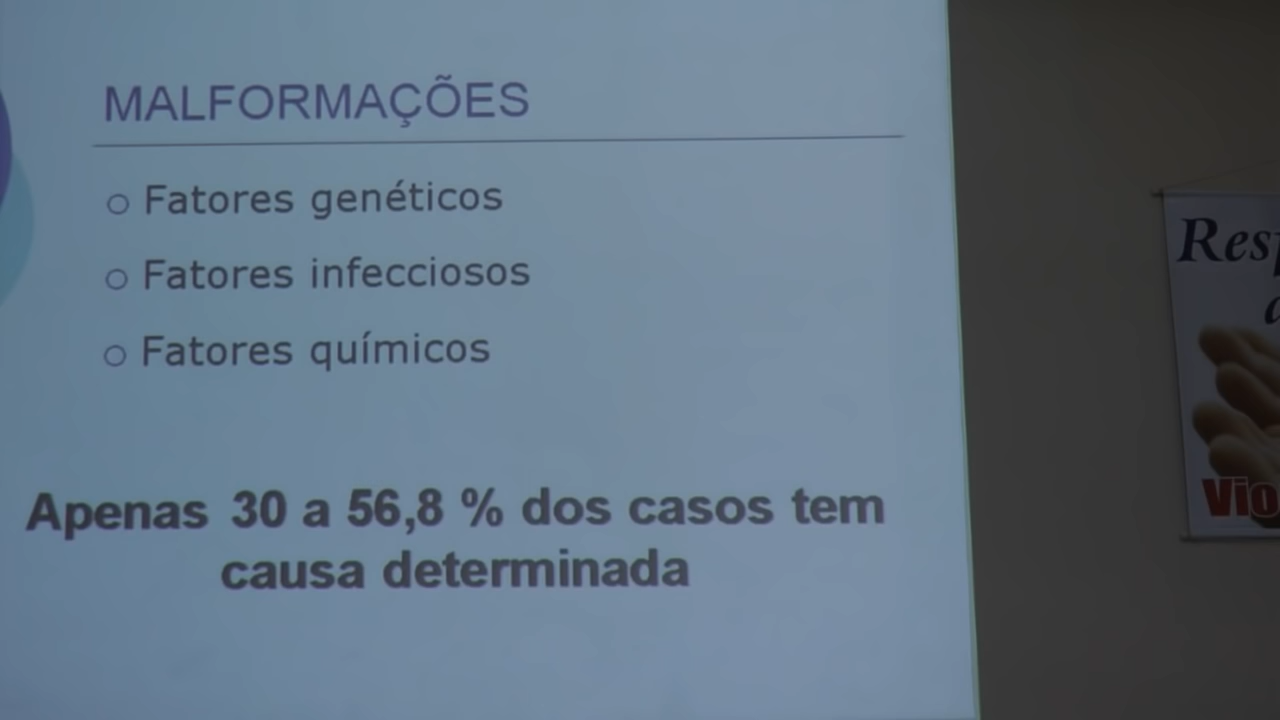 MALFORMAÇÕES
Fatores genéticos
Fatores infecciosos
Fatores químicos
Apenas 30 a 56,8 % dos casos tem
causa determinada